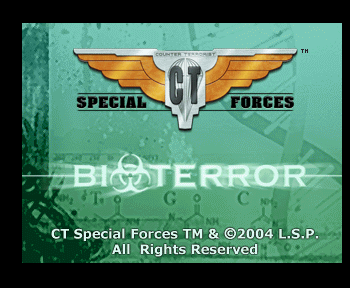 COUNTER TERRORIST
TM
CT
SPECIAL FORCES
BIOTERROR
T G C
CT Special Forces TM & ©2004 L.S.P.
All Rights Reserved